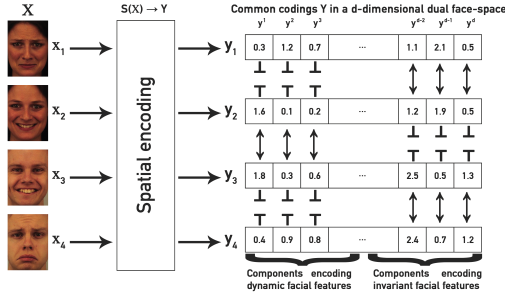 X
S(X) → Y
Common codings Y in a d-dimensional dual face-space
y¹ y² y³ yᵈ⁻² yᵈ⁻¹ yᵈ
x₁
y₁ 0.3 1.2 0.7 ... 1.1 2.1 0.5
x₂
y₂ 1.6 0.1 0.2 ... 1.2 1.9 0.5
Spatial encoding
x₃
y₃ 1.8 0.3 0.6 ... 2.5 0.5 1.3
x₄
y₄ 0.4 0.9 0.8 ... 2.4 0.7 1.2
Components encoding
dynamic facial features
Components encoding
invariant facial features